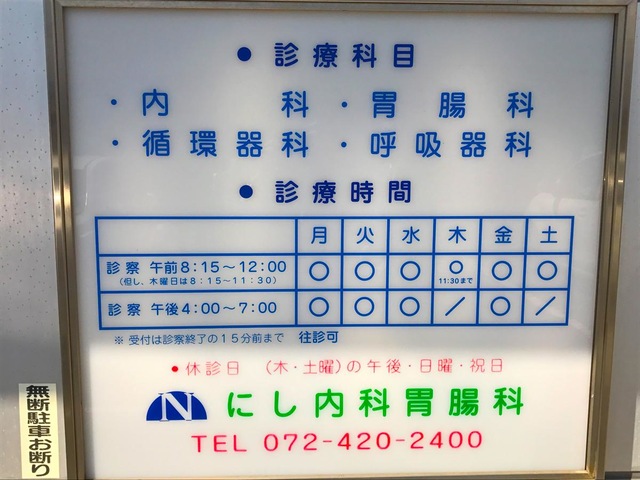 ●診療科目
・内科・胃腸科
・循環器科・呼吸器科
●診療時間
月 火 水 木 金 土
診察 午前8:15～12:00 ○ ○ ○ ○ ○ ○
(但し、木曜日は8:15～11:30) 11:30まで
診察 午後4:00～7:00 ○ ○ ○ ／ ○ ／
※ 受付は診察終了の15分前まで 往診可
●休診日 (木・土曜)の午後・日曜・祝日
N にし内科胃腸科
TEL 072-420-2400
無断駐車お断り